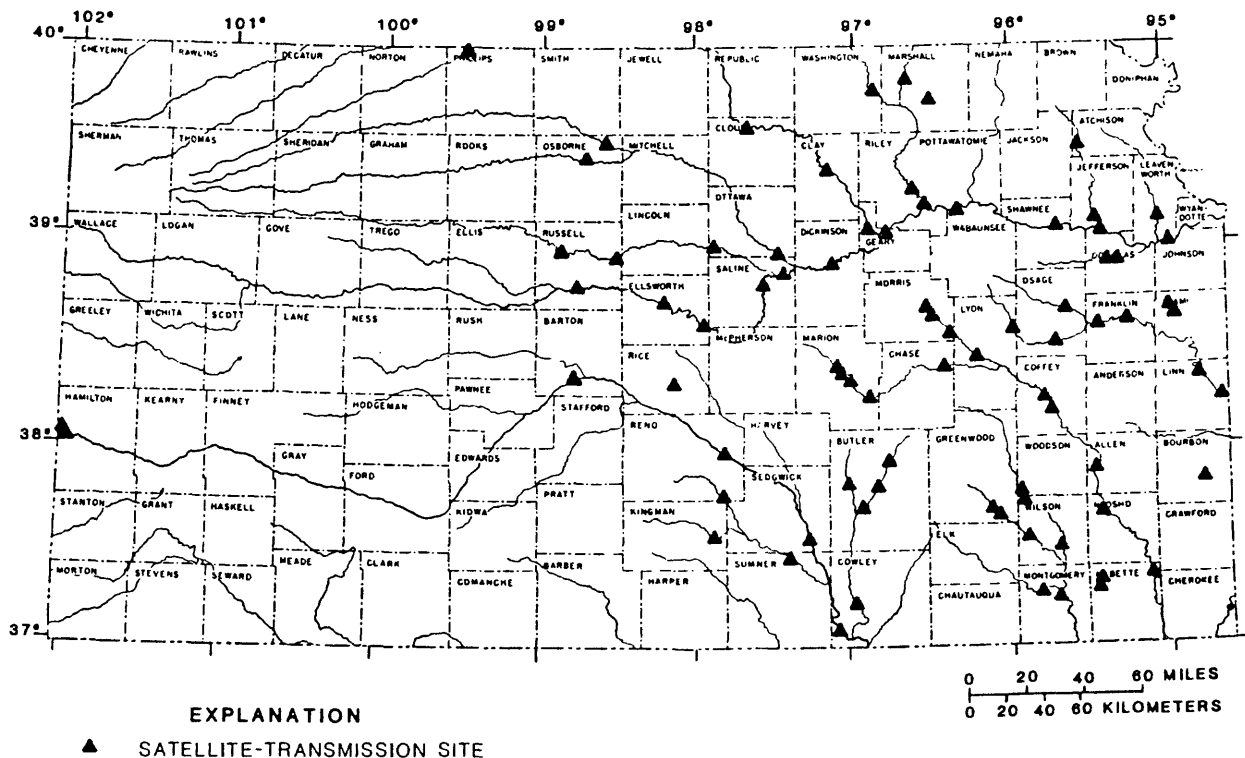 102° 101° 100° 99° 98° 97° 96° 95°
40°
CHEYENNE RAWLINS DECATUR NORTON PHILLIPS SMITH JEWELL REPUBLIC WASHINGTON MARSHALL NEMAHA BROWN
DONIPHAN
ATCHISON
SHERMAN THOMAS SHERIDAN GRAHAM ROOKS OSBORNE MITCHELL CLOUD CLAY RILEY POTTAWATOMIE JACKSON
JEFFERSON LEAVEN
WORTH
39°
WALLACE LOGAN GOVE TREGO ELLIS RUSSELL LINCOLN OTTAWA DICKINSON GEARY WABAUNSEE SHAWNEE WYAN
DOTTE
SALINE DOUGLAS JOHNSON
ELLSWORTH MORRIS OSAGE
GREELEY WICHITA SCOTT LANE NESS RUSH BARTON MCPHERSON MARION LYON FRANKLIN MI
RICE CHASE COFFEY ANDERSON LINN
PAWNEE
HAMILTON KEARNY FINNEY HODGEMAN STAFFORD
38°
RENO HARVEY BUTLER GREENWOOD WOODSON ALLEN BOURBON
GRAY EDWARDS
FORD SEDGWICK
PRATT
STANTON GRANT HASKELL KIOWA KINGMAN WILSON OSHO CRAWFORD
ELK
MEADE CLARK BARBER SUMNER COWLEY
MORTON STEVENS SEWARD COMANCHE HARPER CHAUTAUQUA MONTGOMERY BETTE CHEROKEE
37°
0 20 40 60 MILES
0 20 40 60 KILOMETERS
EXPLANATION
SATELLITE-TRANSMISSION SITE